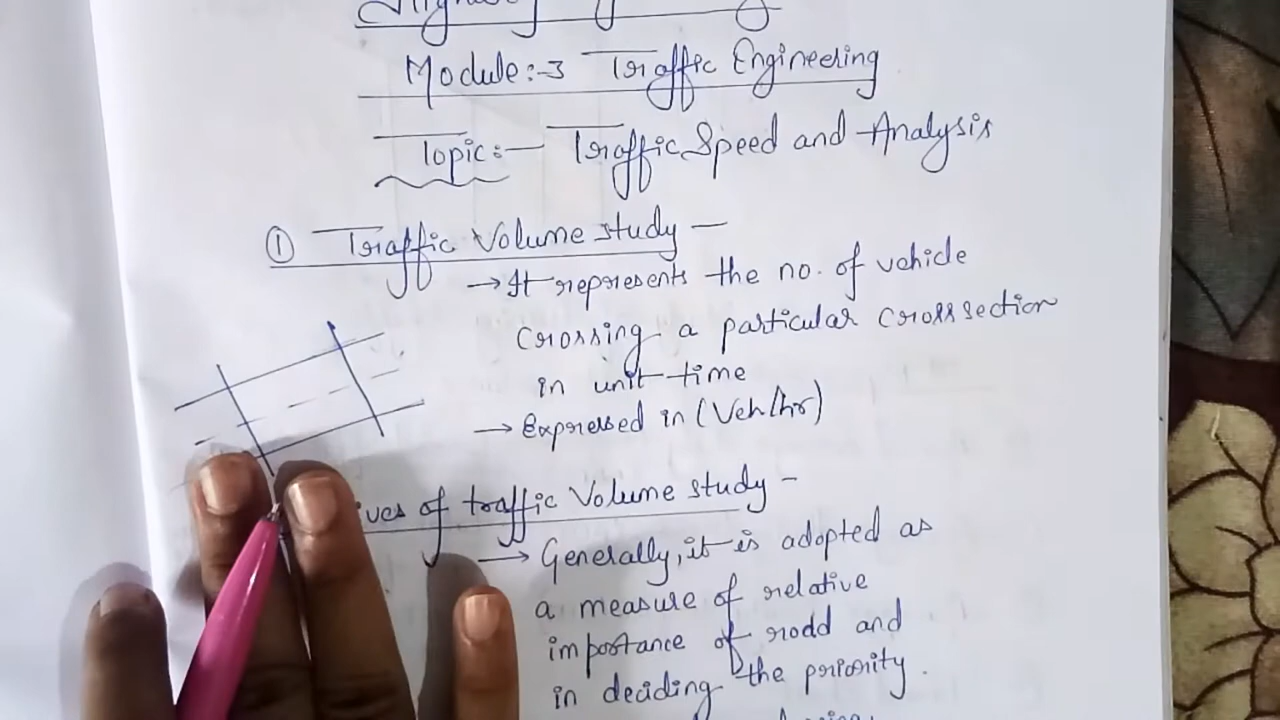 Module:-3 Traffic Engineering
Topic:- Traffic Speed and Analysis
① Traffic Volume study -
→ It represents the no. of vehicle
crossing a particular crosssection
in unit time
→ Expressed in (Veh/hr)
ives of traffic Volume study -
→ Generally, it is adopted as
a measure of relative
importance of rodd and
in deciding the priority.